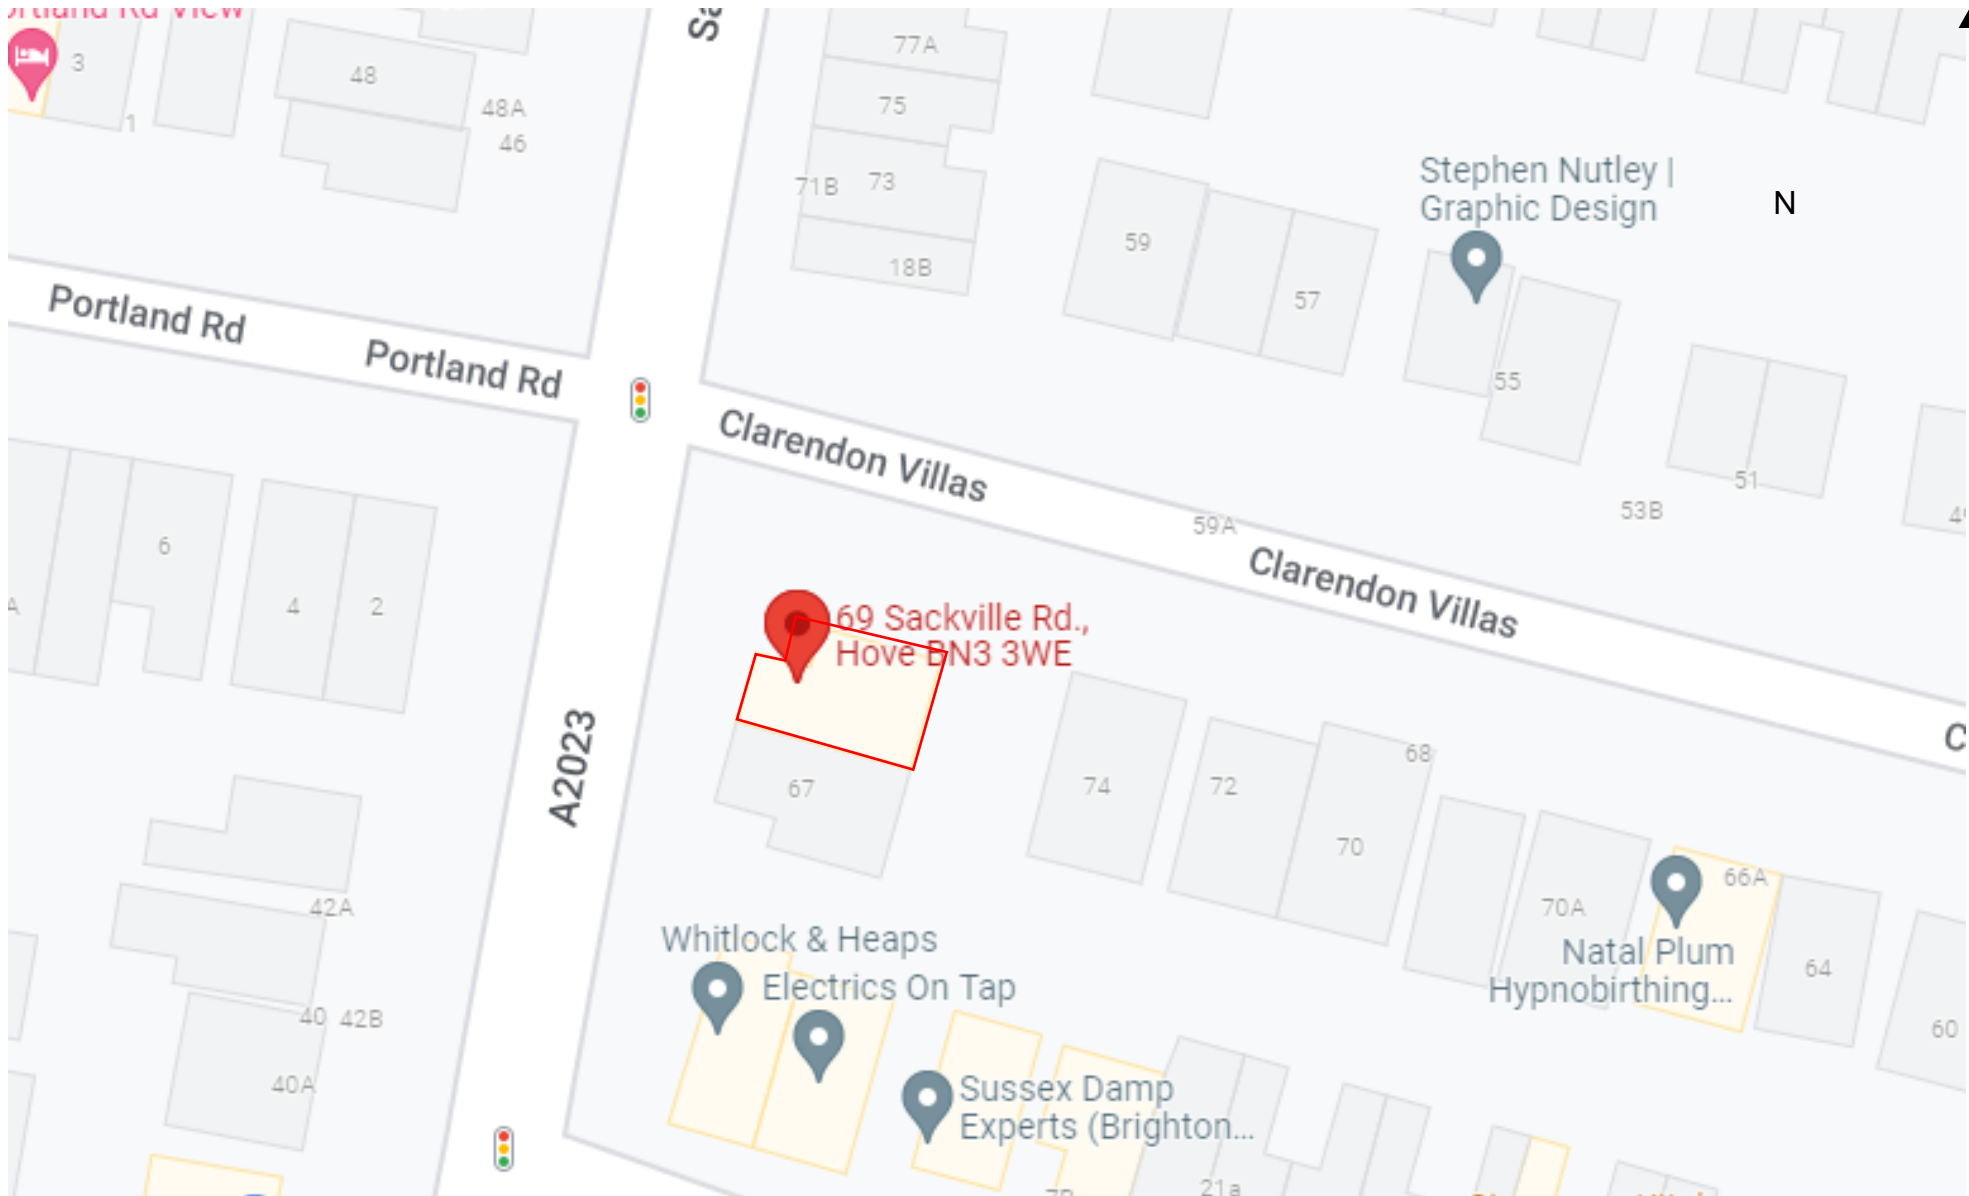 3
1
48
48A
46
77A
75
73
71B
18B
59
57
Stephen Nutley |
Graphic Design
N
55
51
53B
59A
Portland Rd
Portland Rd
Clarendon Villas
Clarendon Villas
6
4
2
A2023
69 Sackville Rd.,
Hove BN3 3WE
67
74
72
70
68
70A
66A
64
60
Natal Plum
Hypnobirthing...
42A
40
42B
40A
Whitlock & Heaps
Electrics On Tap
Sussex Damp
Experts (Brighton...
21a